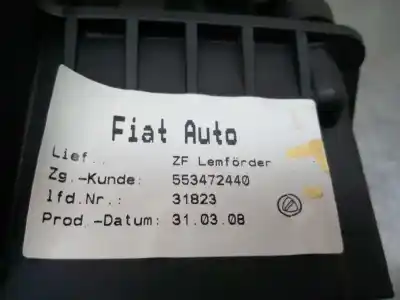 Fiat Auto
Lief.: ZF Lemförder
Zg.-Kunde: 553472440
lfd.Nr.: 31823
Prod.-Datum: 31.03.08